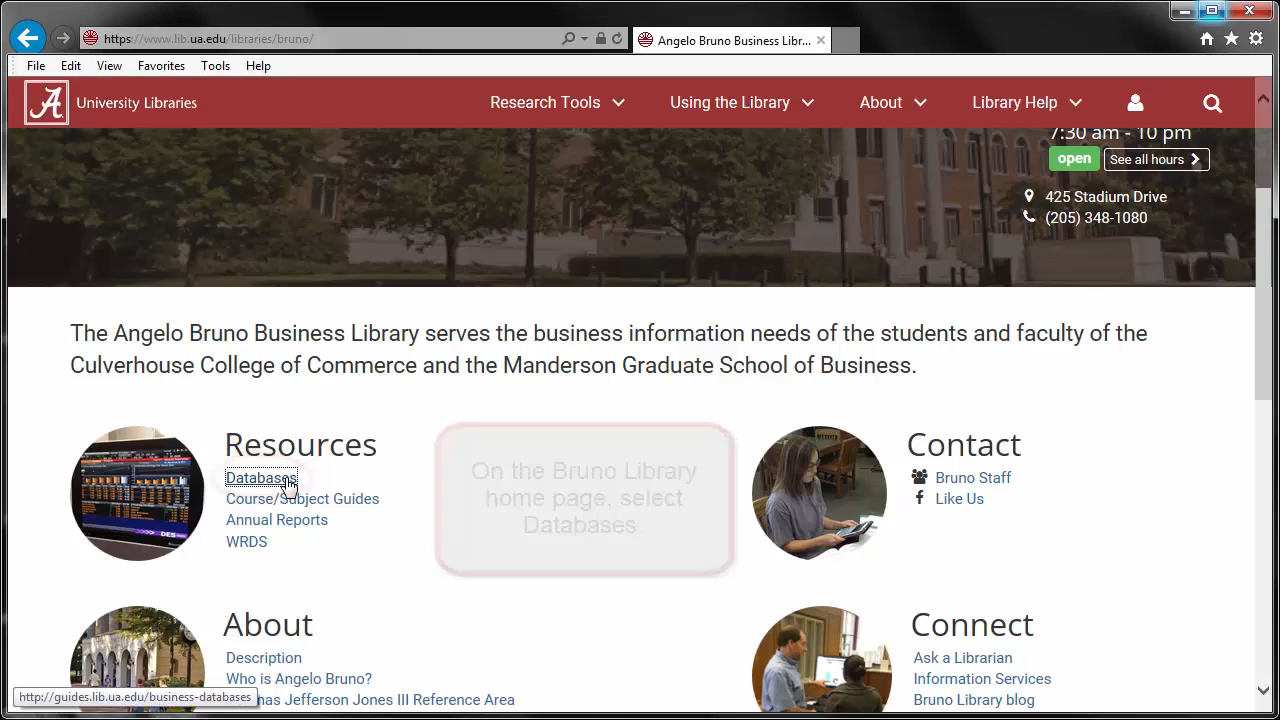 https://www.lib.ua.edu/libraries/bruno/
Angelo Bruno Business Libr...
File Edit View Favorites Tools Help
A University Libraries
Research Tools
Using the Library
About
Library Help
7:30 am - 10 pm
open
See all hours
425 Stadium Drive
(205) 348-1080
The Angelo Bruno Business Library serves the business information needs of the students and faculty of the
Culverhouse College of Commerce and the Manderson Graduate School of Business.
Resources
Databases
Course/Subject Guides
Annual Reports
WRDS
On the Bruno Library
home page, select
Databases.
Contact
Bruno Staff
Like Us
About
Description
Who is Angelo Bruno?
Jefferson Jones III Reference Area
Connect
Ask a Librarian
Information Services
Bruno Library blog
http://guides.lib.ua.edu/business-databases